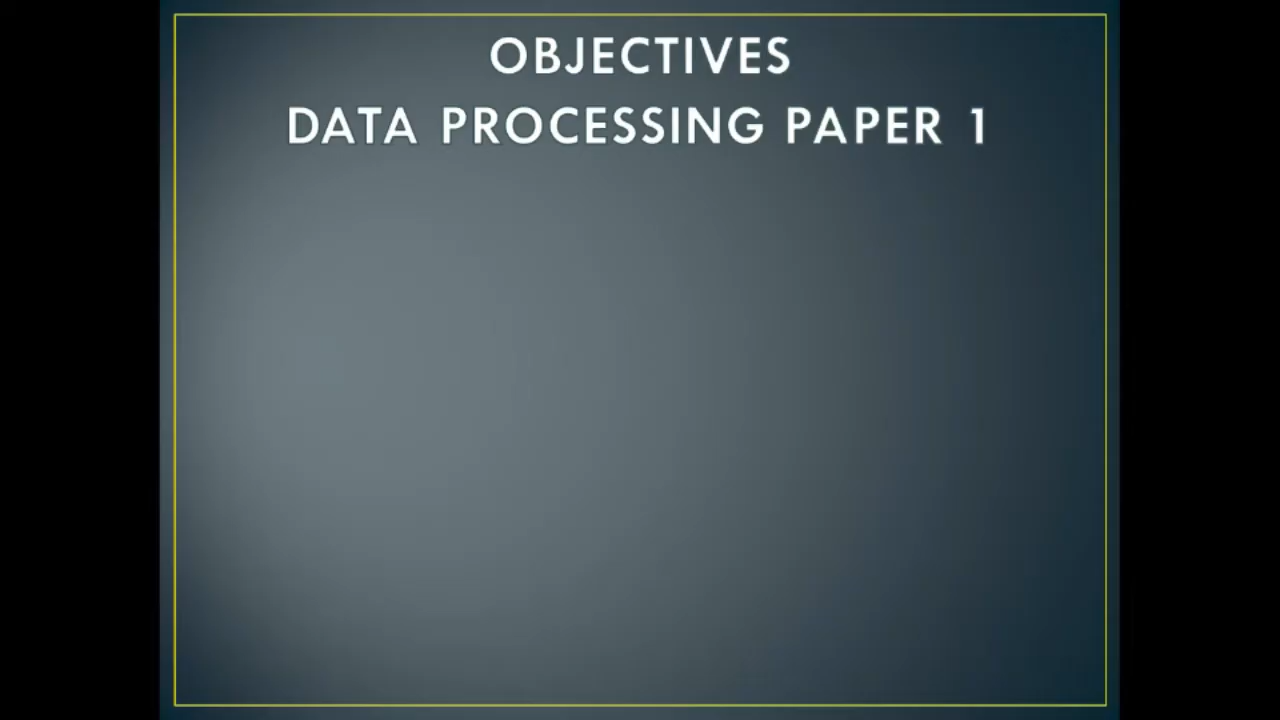 OBJECTIVES
DATA PROCESSING PAPER 1